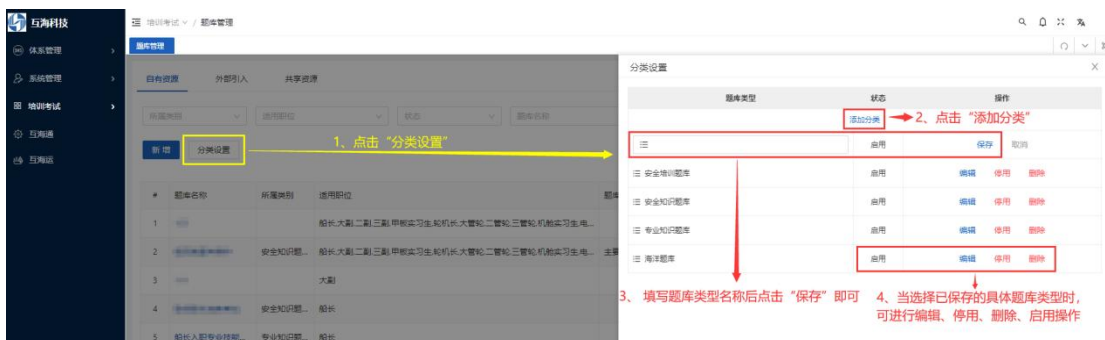 互海科技
培训考试 / 题库管理
体系管理
系统管理
培训考试
互海通
互海运
题库管理
自有资源 外部引入 共享资源
所属类别 适用职位 状态 题库名称
新增 分类设置
1、点击“分类设置”
# 题库名称 所属类别 适用职位 题库
1 船长,大副,二副,三副,甲板实习生,轮机长,大管轮,二管轮,三管轮,机舱实习生,电...
2 安全知识题... 船长,大副,二副,三副,甲板实习生,轮机长,大管轮,二管轮,三管轮,机舱实习生,电... 主要
3 大副
4 安全知识题... 船长
5 船长入职专业技能... 专业知识题... 船长
分类设置
题库类型 状态 操作
添加分类
2、点击“添加分类”
启用 保存 取消
安全培训题库 启用 编辑 停用 删除
安全知识题库 启用 编辑 停用 删除
专业知识题库 启用 编辑 停用 删除
海洋题库 启用 编辑 停用 删除
3、填写题库类型名称后点击“保存”即可
4、当选择已保存的具体题库类型时,
可进行编辑、停用、删除、启用操作